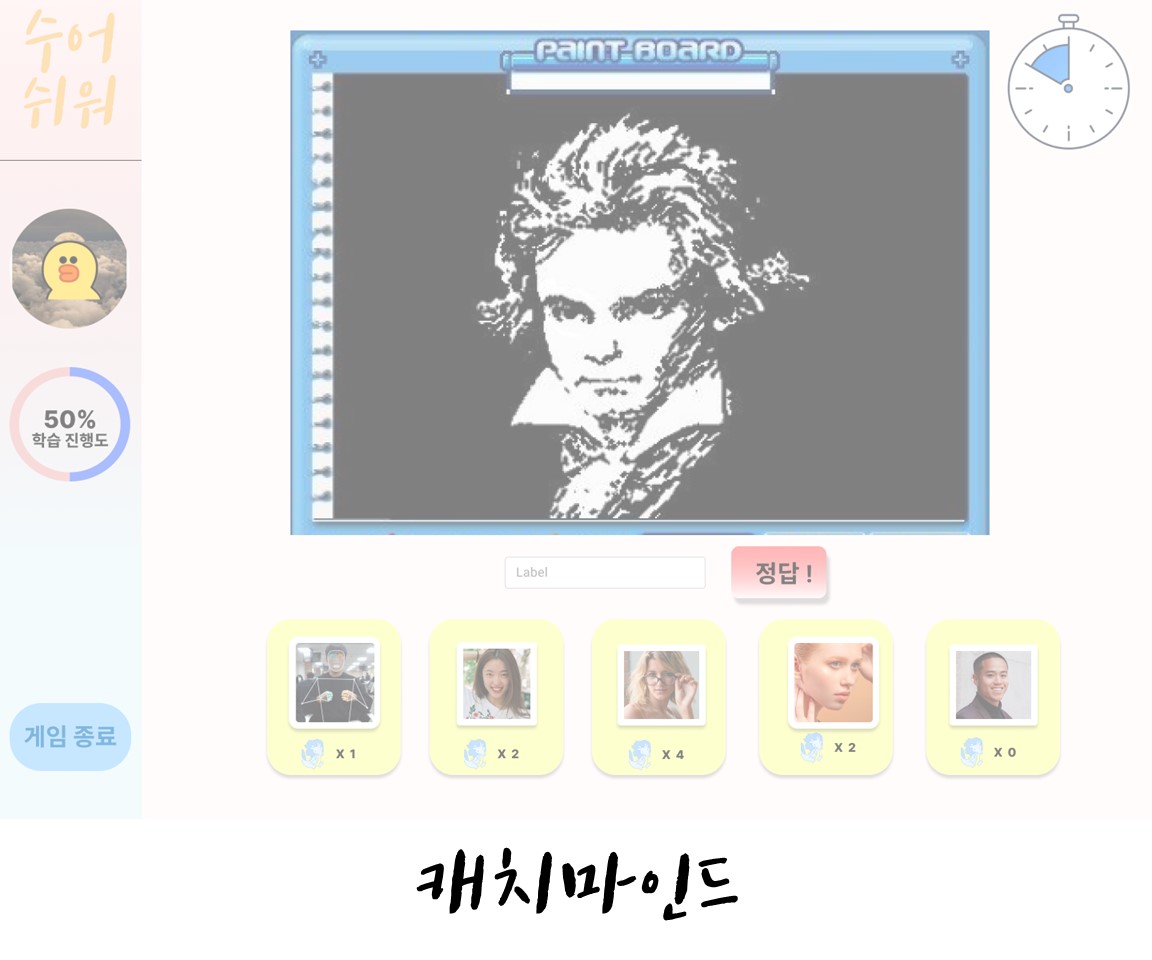 수어
쉬워
PAINT BOARD
50%
학습 진행도
Label
정답 !
X 1
X 2
X 4
X 2
X 0
게임 종료
캐치마인드